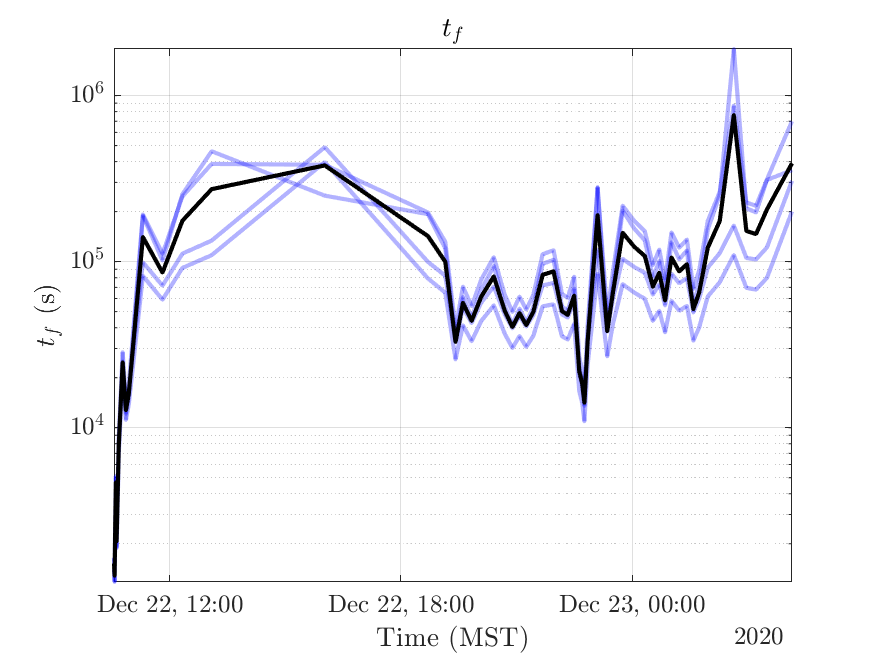 t_f
10^6
10^5
10^4
t_f (s)
Dec 22, 12:00
Dec 22, 18:00
Dec 23, 00:00
Time (MST)
2020